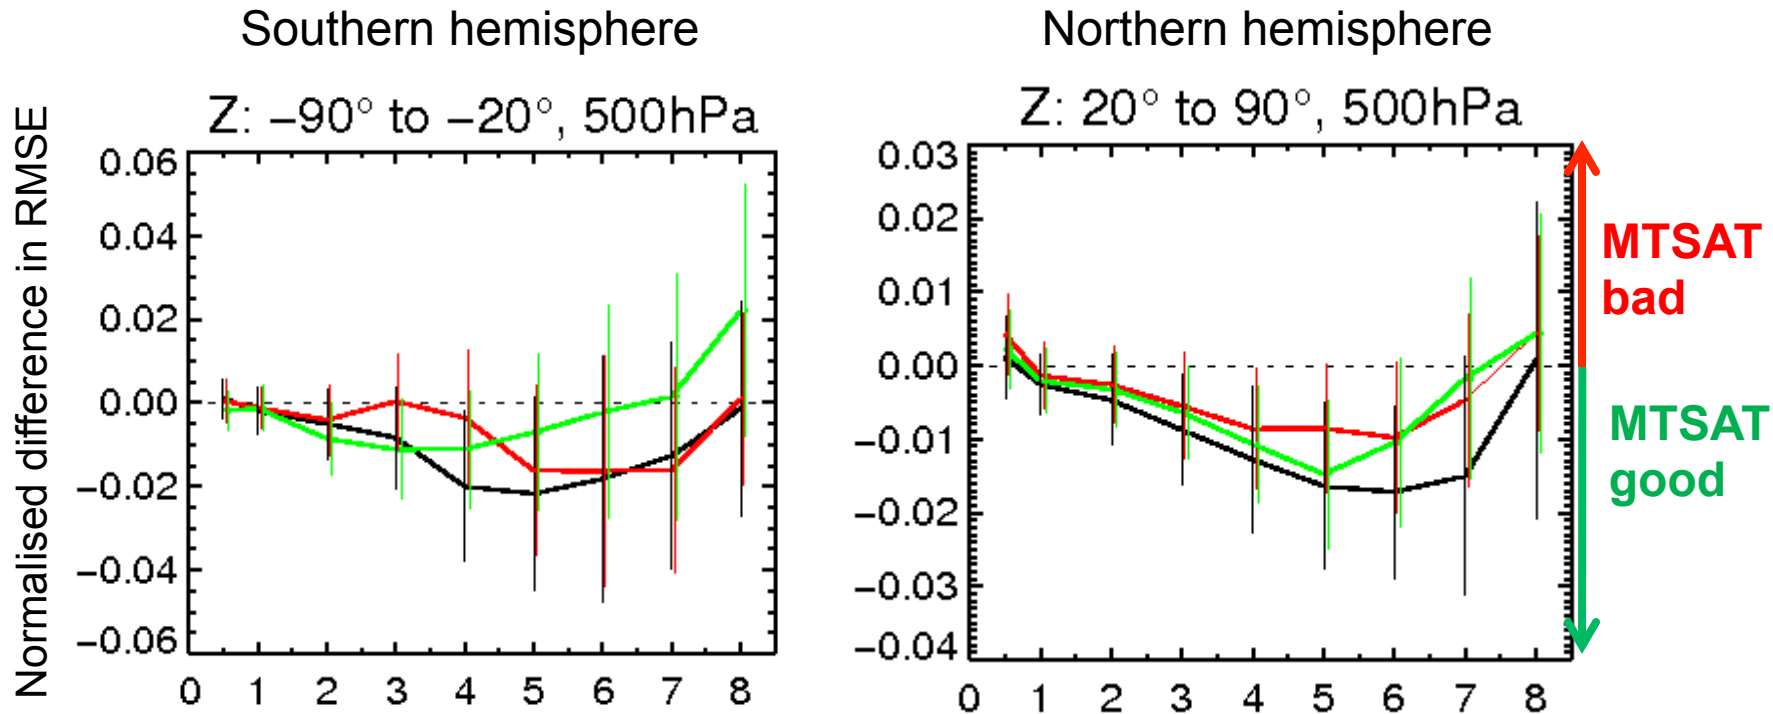 Southern hemisphere
Northern hemisphere
Z: −90° to −20°, 500hPa
Z: 20° to 90°, 500hPa
Normalised difference in RMSE
0.06
0.04
0.02
0.00
−0.02
−0.04
−0.06
0 1 2 3 4 5 6 7 8
0.03
0.02
0.01
0.00
−0.01
−0.02
−0.03
−0.04
0 1 2 3 4 5 6 7 8
MTSAT
bad
MTSAT
good